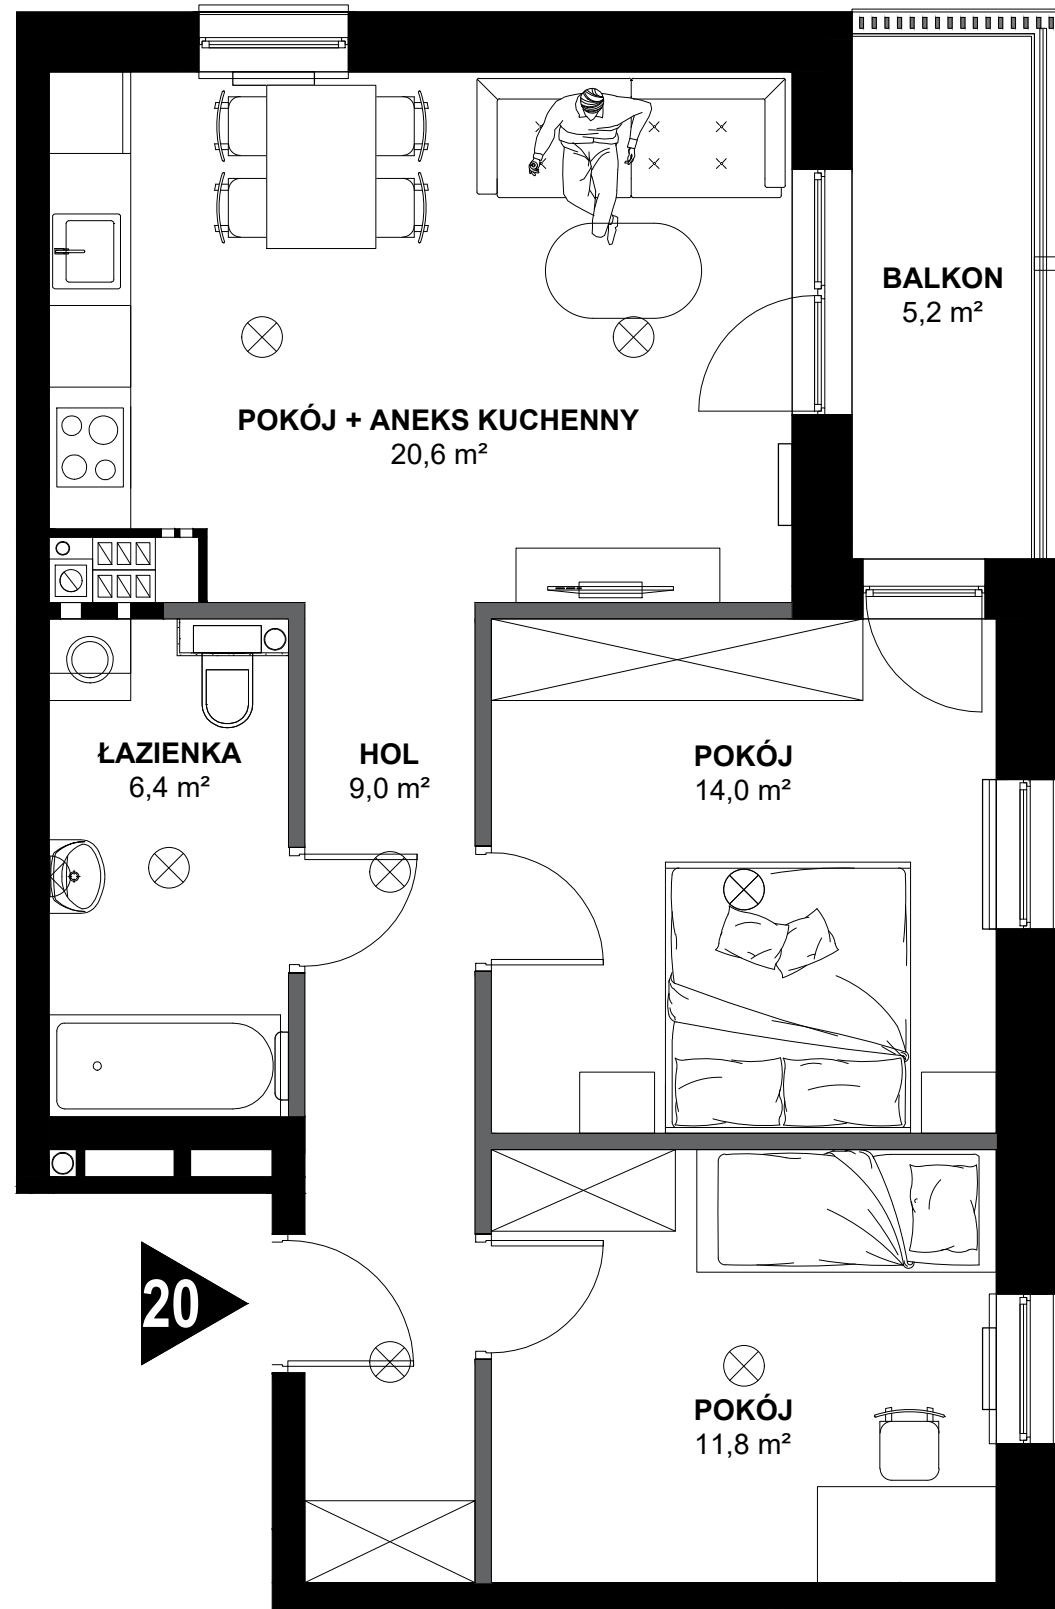 BALKON
5,2 m²
POKÓJ + ANEKS KUCHENNY
20,6 m²
ŁAZIENKA
6,4 m²
HOL
9,0 m²
POKÓJ
14,0 m²
20
POKÓJ
11,8 m²